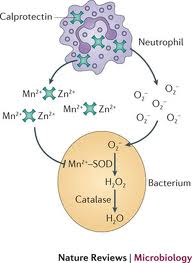 Calprotectin
Neutrophil
Mn²⁺ Zn²⁺
O₂⁻
Mn²⁺ Zn²⁺
O₂⁻ O₂⁻
Mn²⁺ Zn²⁺
O₂⁻ O₂⁻
O₂⁻
Mn²⁺–SOD
Bacterium
H₂O₂
Catalase
H₂O
Nature Reviews | Microbiology